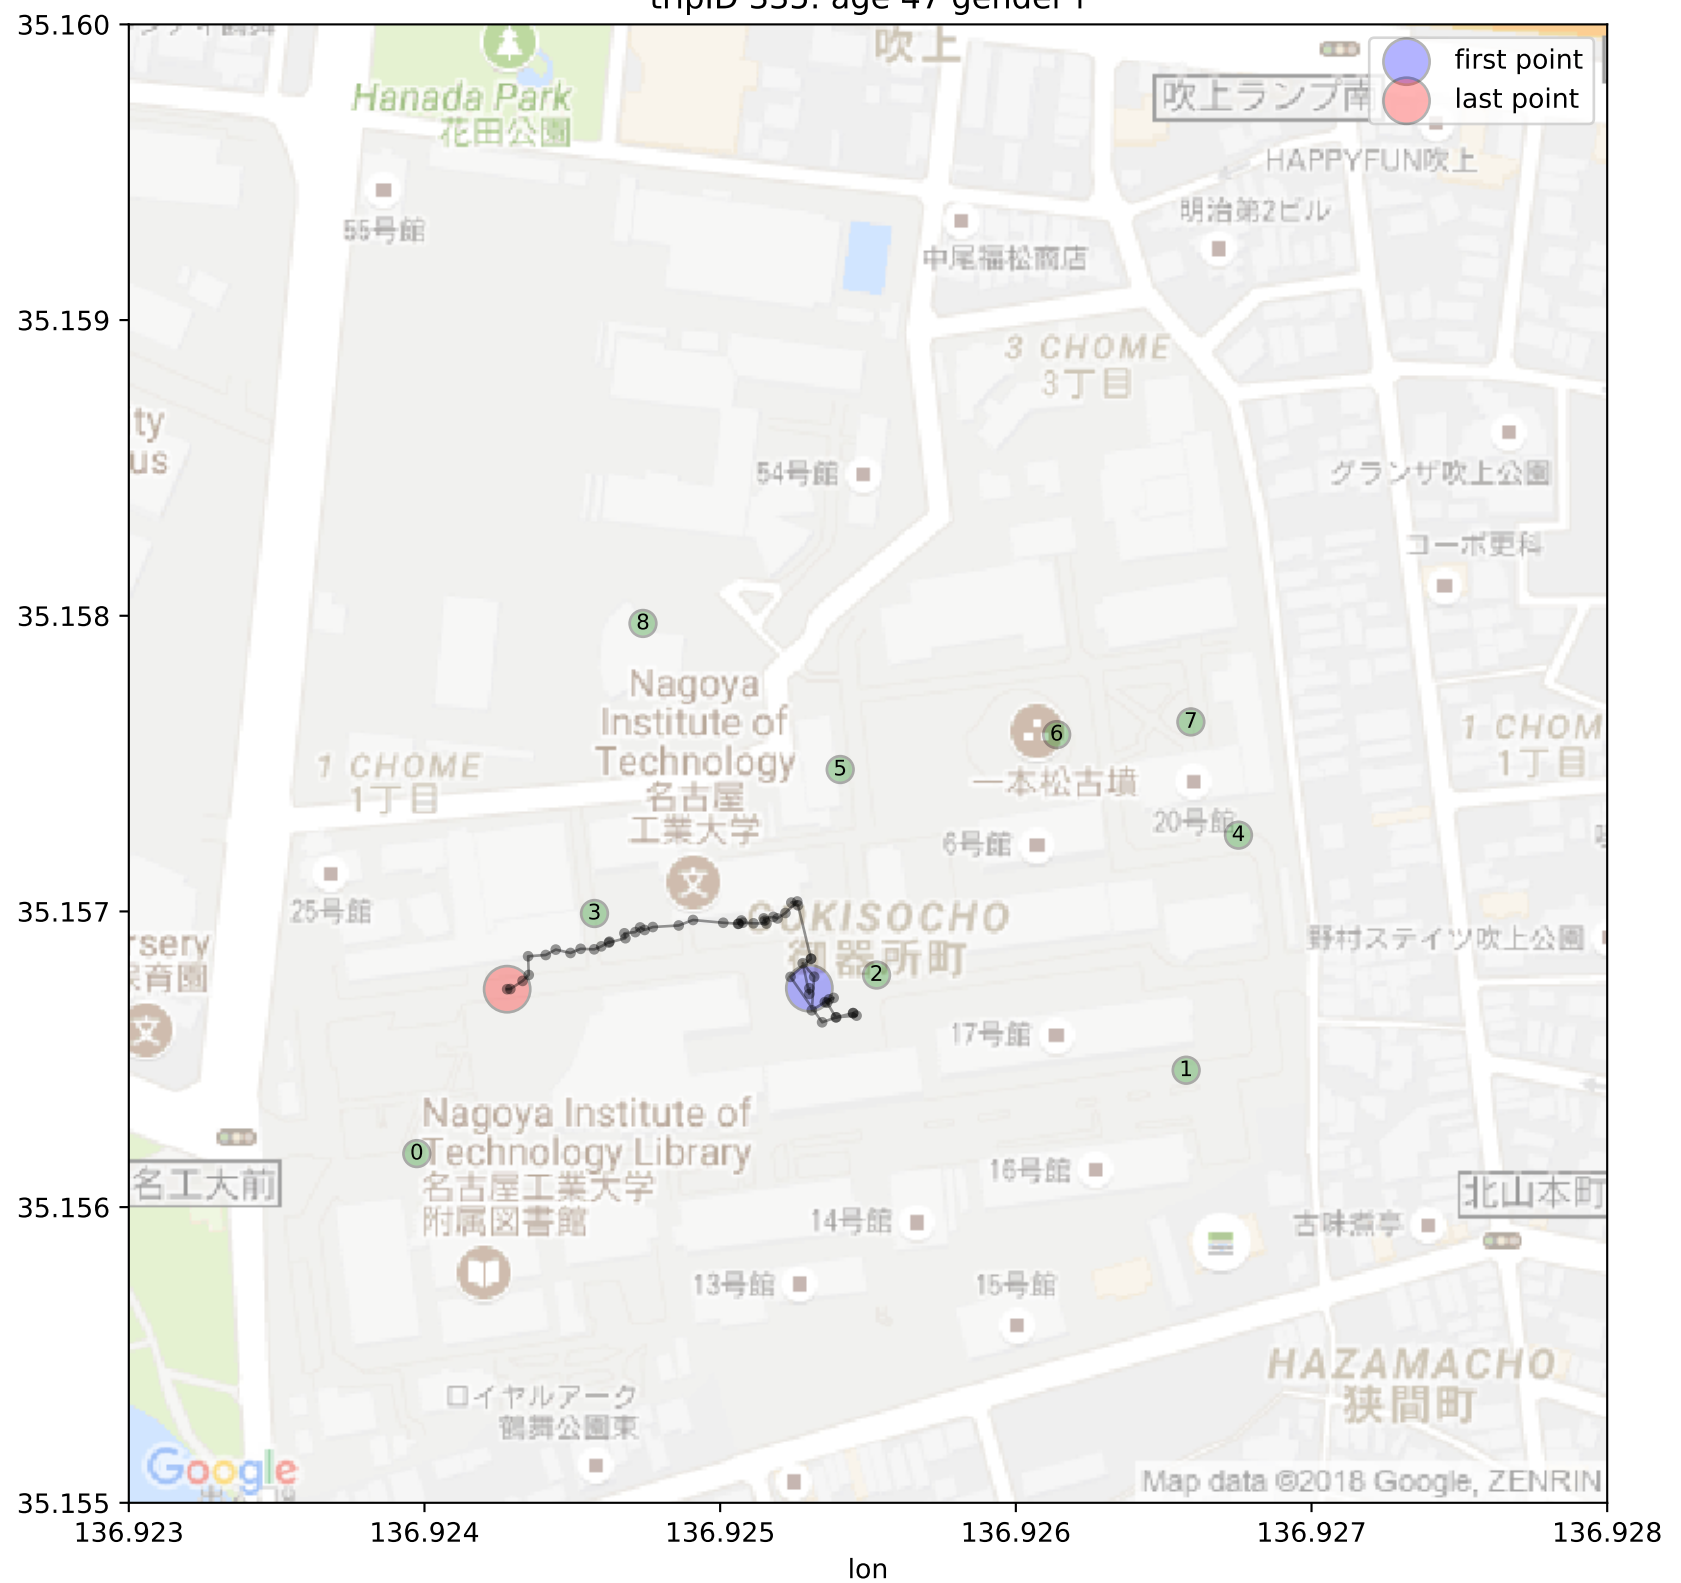 35.160
35.159
35.158
35.157
35.156
35.155
136.923
136.924
136.925
136.926
136.927
136.928
lon
first point
last point
吹上
吹上ランプ南
Hanada Park
花田公園
HAPPYFUN吹上
明治第2ビル
55号館
中尾福松商店
3 CHOME
3丁目
ty
us
54号館
グランザ吹上公園
コーポ更科
8
Nagoya
Institute of
Technology
名古屋
工業大学
7
6
5
一本松古墳
1 CHOM
1丁目
1 CHOME
1丁目
20号館
4
6号館
25号館
3
GOKISOCHO
御器所町
野村ステイツ吹上公園
rsery
保育園
2
17号館
1
Nagoya Institute of
Technology Library
名古屋工業大学
附属図書館
0
名工大前
16号館
北山本町
14号館
古味煮亭
13号館
15号館
HAZAMACHO
狭間町
ロイヤルアーク
鶴舞公園東
Google
Map data ©2018 Google, ZENRIN